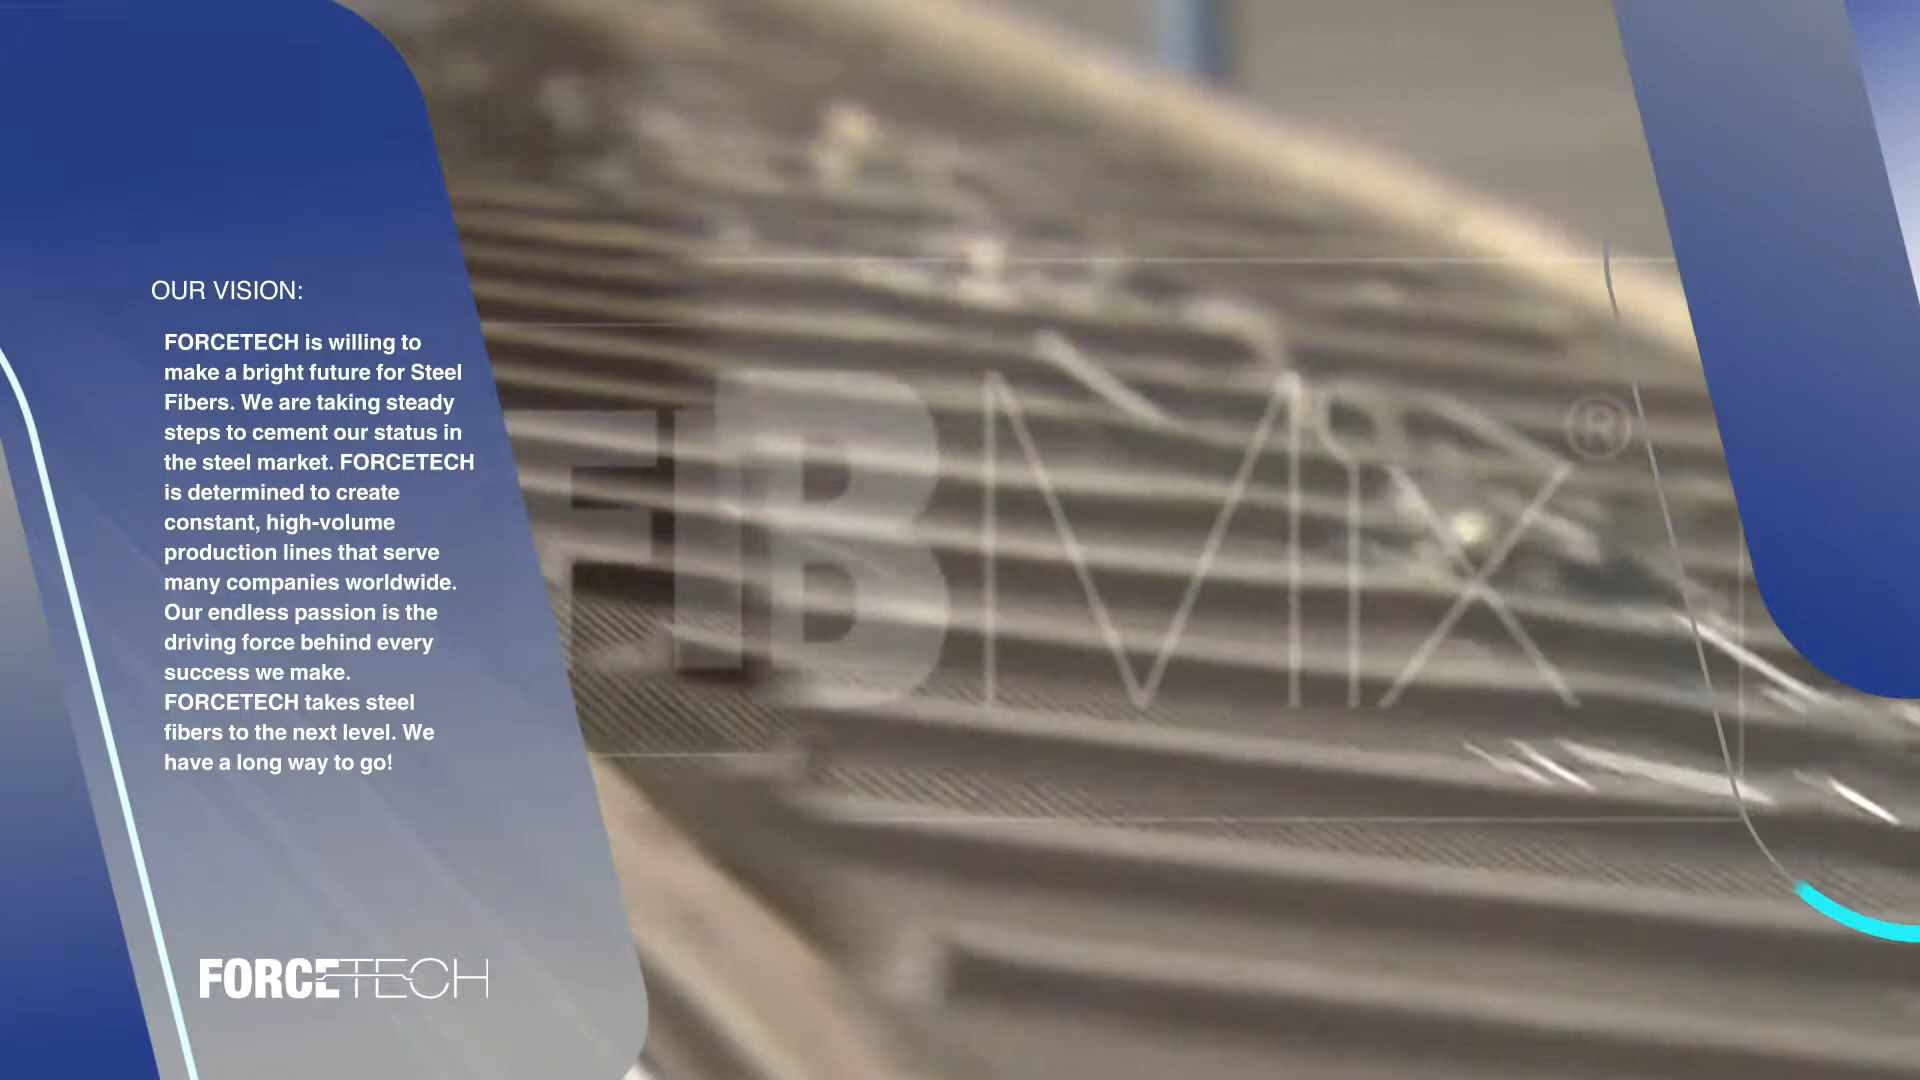 OUR VISION:
FORCETECH is willing to
make a bright future for Steel
Fibers. We are taking steady
steps to cement our status in
the steel market. FORCETECH
is determined to create
constant, high-volume
production lines that serve
many companies worldwide.
Our endless passion is the
driving force behind every
success we make.
FORCETECH takes steel
fibers to the next level. We
have a long way to go!
FIBMIX®
FORCETECH